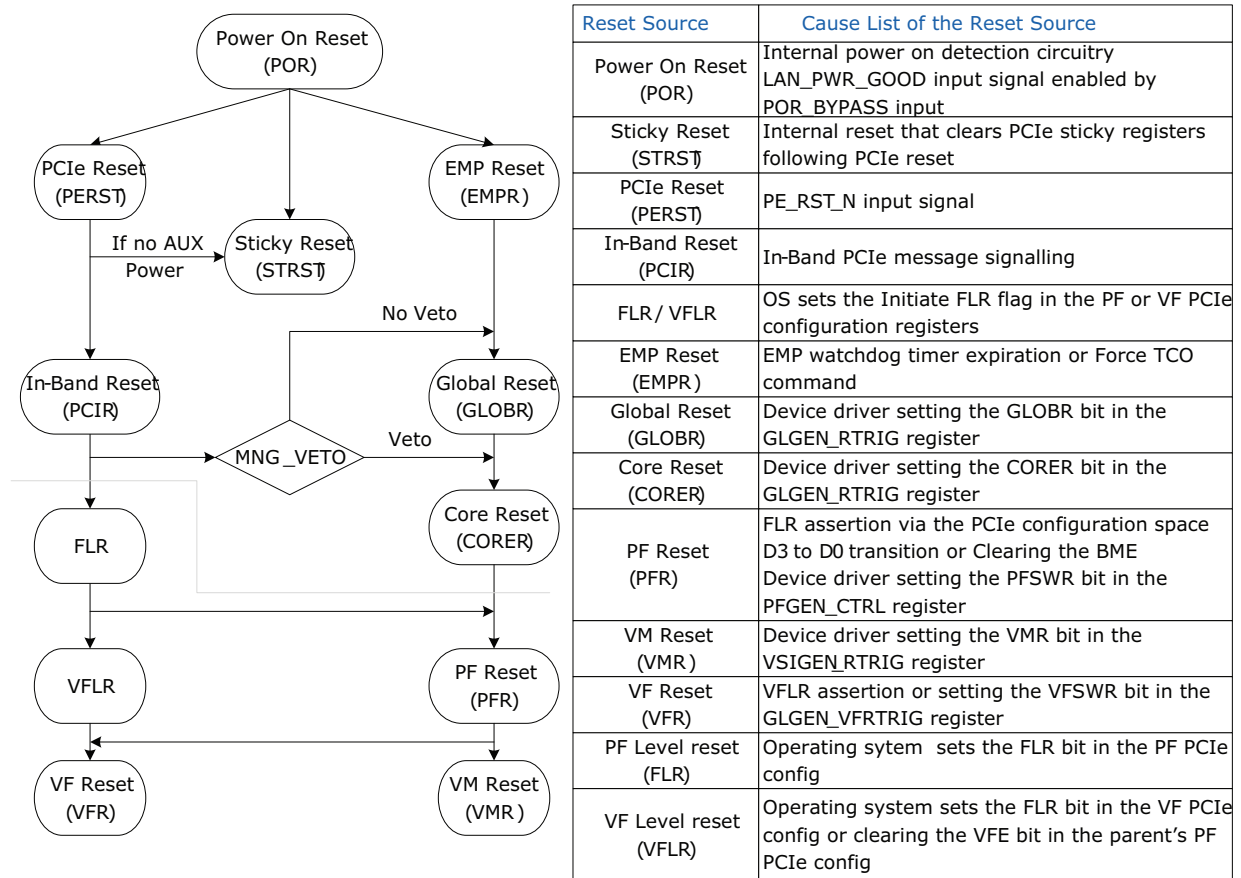 Power On Reset
(POR)
PCIe Reset
(PERST)
EMP Reset
(EMPR)
If no AUX
Power
Sticky Reset
(STRST)
No Veto
In-Band Reset
(PCIR)
Global Reset
(GLOBR)
MNG_VETO
Veto
Core Reset
(CORER)
FLR
VFLR
PF Reset
(PFR)
VF Reset
(VFR)
VM Reset
(VMR)
Reset Source
Cause List of the Reset Source
Power On Reset
(POR)
Internal power on detection circuitry
LAN_PWR_GOOD input signal enabled by
POR_BYPASS input
Sticky Reset
(STRST)
Internal reset that clears PCIe sticky registers
following PCIe reset
PCIe Reset
(PERST)
PE_RST_N input signal
In-Band Reset
(PCIR)
In-Band PCIe message signalling
FLR/ VFLR
OS sets the Initiate FLR flag in the PF or VF PCIe
configuration registers
EMP Reset
(EMPR)
EMP watchdog timer expiration or Force TCO
command
Global Reset
(GLOBR)
Device driver setting the GLOBR bit in the
GLGEN_RTRIG register
Core Reset
(CORER)
Device driver setting the CORER bit in the
GLGEN_RTRIG register
PF Reset
(PFR)
FLR assertion via the PCIe configuration space
D3 to D0 transition or Clearing the BME
Device driver setting the PFSWR bit in the
PFGEN_CTRL register
VM Reset
(VMR)
Device driver setting the VMR bit in the
VSIGEN_RTRIG register
VF Reset
(VFR)
VFLR assertion or setting the VFSWR bit in the
GLGEN_VFRTRIG register
PF Level reset
(FLR)
Operating sytem sets the FLR bit in the PF PCIe
config
VF Level reset
(VFLR)
Operating system sets the FLR bit in the VF PCIe
config or clearing the VFE bit in the parent's PF
PCIe config